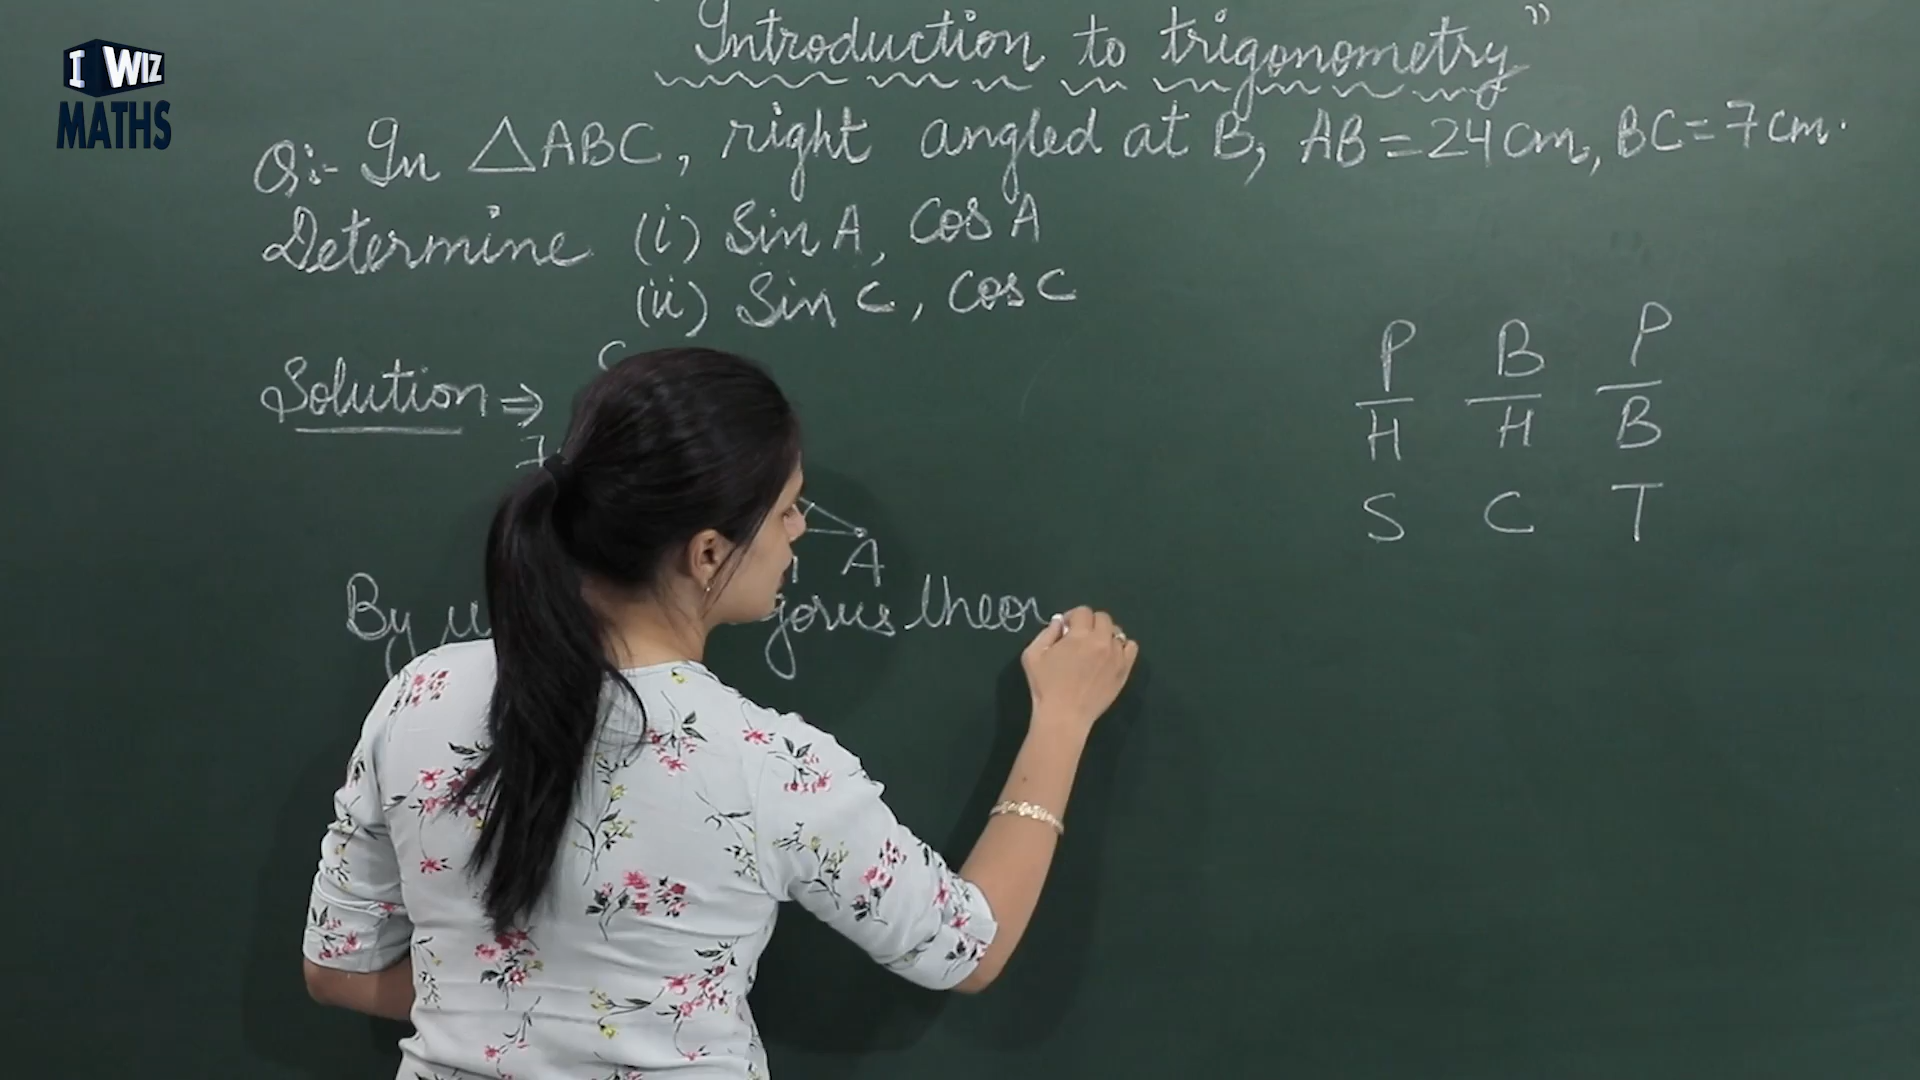 I WIZ
MATHS
"Introduction to trigonometry"
Q:- In △ABC, right angled at B, AB = 24 cm, BC = 7 cm.
Determine (i) Sin A, Cos A
(ii) Sin C, Cos C
Solution ⇒
C
7
A
By
P/H B/H P/B
S C T